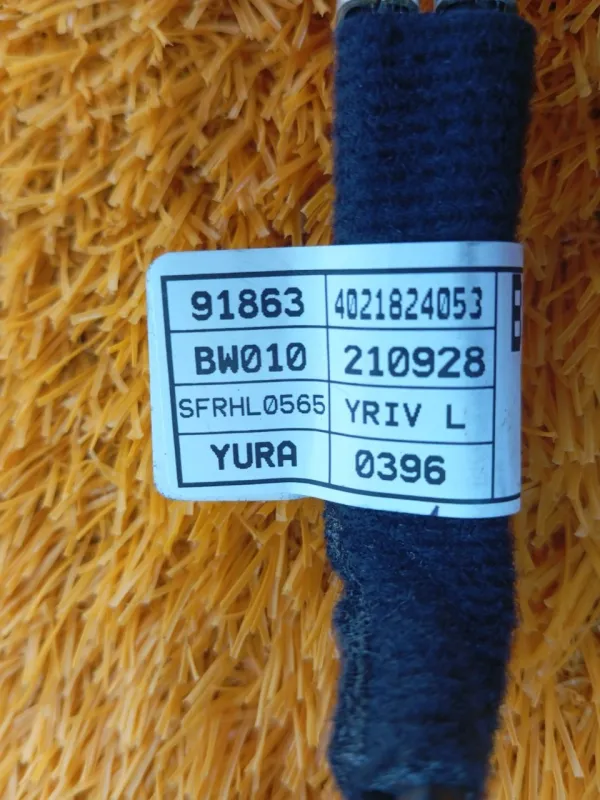 91863 4021824053
BW010 210928
SFRHL0565 YRIV L
YURA 0396